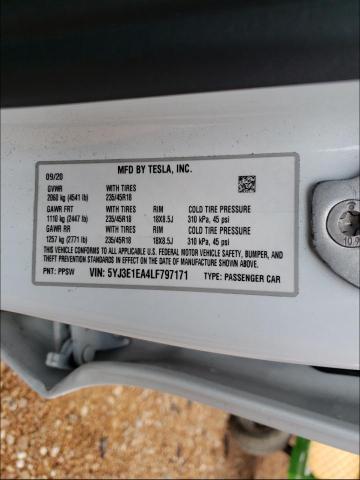 09/20 MFD BY TESLA, INC.
GVWR WITH TIRES
2060 kg (4541 lb) 235/45R18
GAWR FRT WITH TIRES RIM COLD TIRE PRESSURE
1110 kg (2447 lb) 235/45R18 18X8.5J 310 kPa, 45 psi
GAWR RR WITH TIRES RIM COLD TIRE PRESSURE
1257 kg (2771 lb) 235/45R18 18X8.5J 310 kPa, 45 psi
THIS VEHICLE CONFORMS TO ALL APPLICABLE FEDERAL MOTOR VEHICLE SAFETY, BUMPER, AND
THEFT PREVENTION STANDARDS IN EFFECT ON THE DATE OF MANUFACTURE SHOWN ABOVE.
PNT: PPSW VIN: 5YJ3E1EA4LF797171 TYPE: PASSENGER CAR
10.9